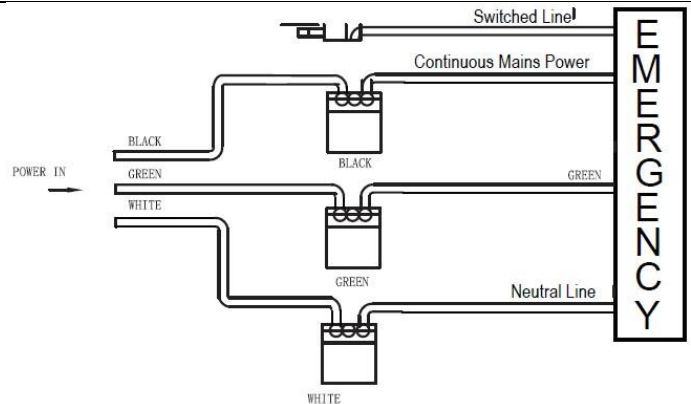 Switched Line
Continuous Mains Power
BLACK
BLACK
POWER IN
GREEN
GREEN
WHITE
GREEN
Neutral Line
WHITE
EMERGENCY